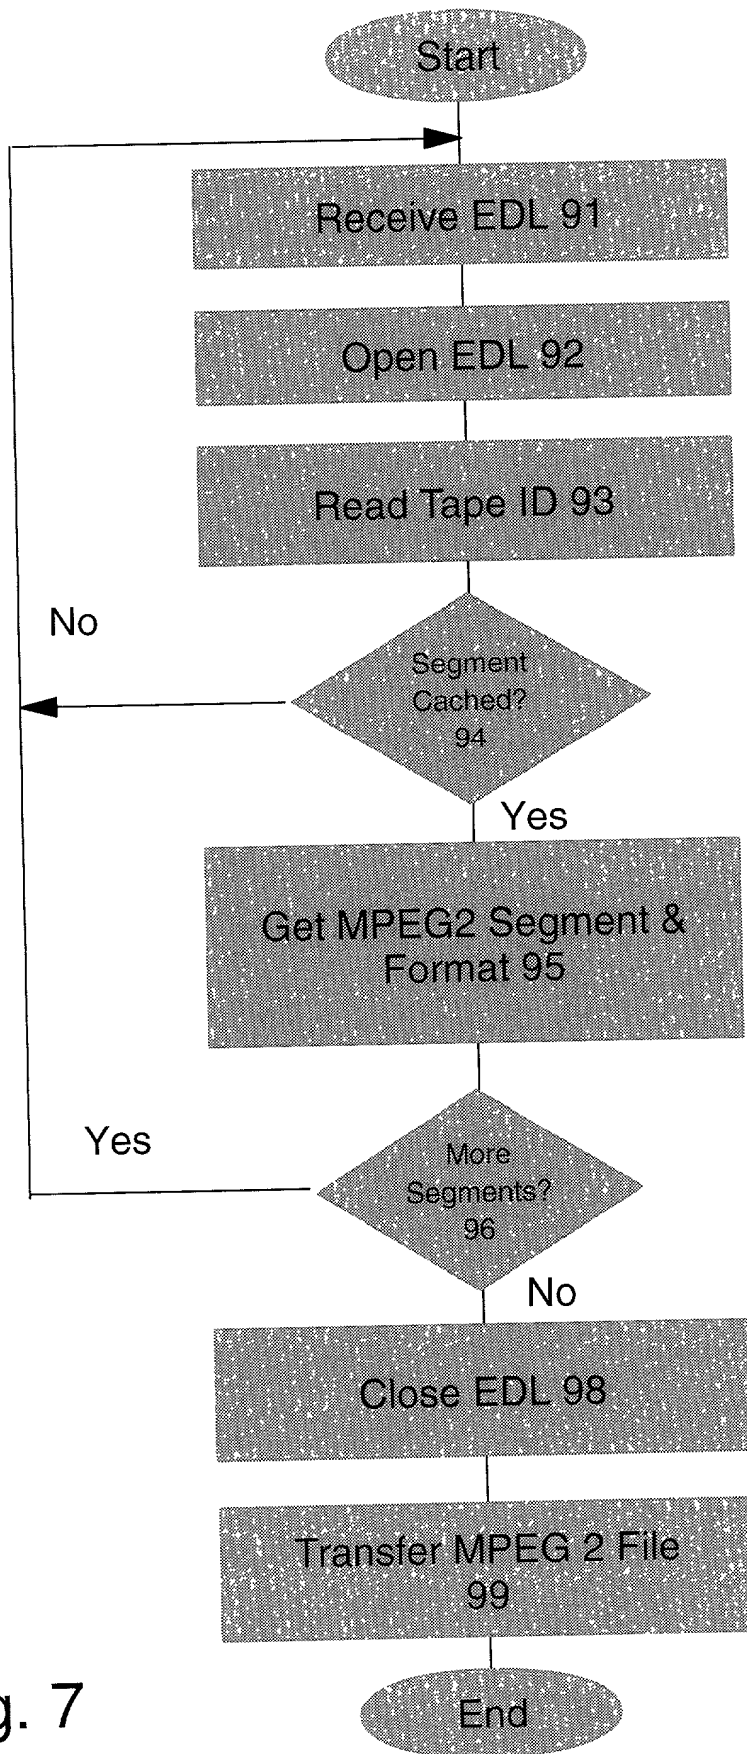 Start
Receive EDL 91
Open EDL 92
Read Tape ID 93
No
Segment
Cached?
94
Yes
Get MPEG2 Segment &
Format 95
Yes
More
Segments?
96
No
Close EDL 98
Transfer MPEG 2 File
99
End
g. 7